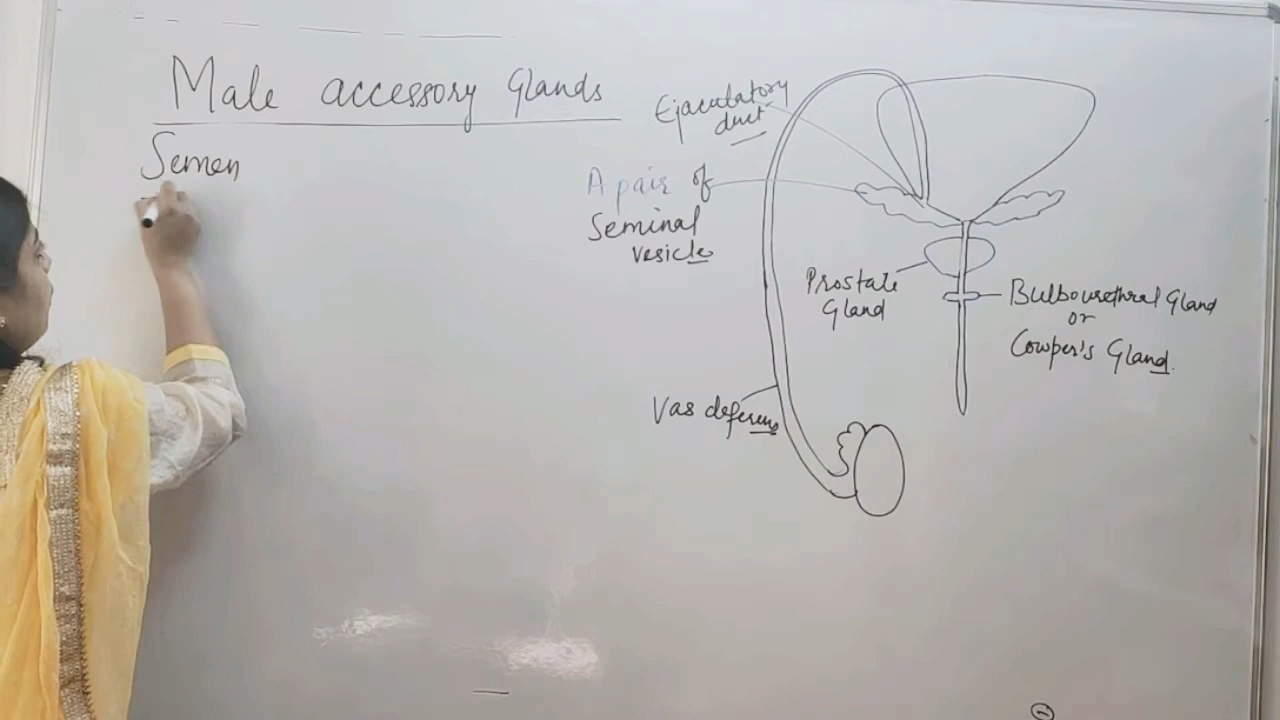 Male accessory Glands
Semen
Ejaculatory
duct
A pair of
Seminal
vesicle
Prostate
Gland
Bulbourethral Gland
or
Cowper's Gland.
Vas deferens